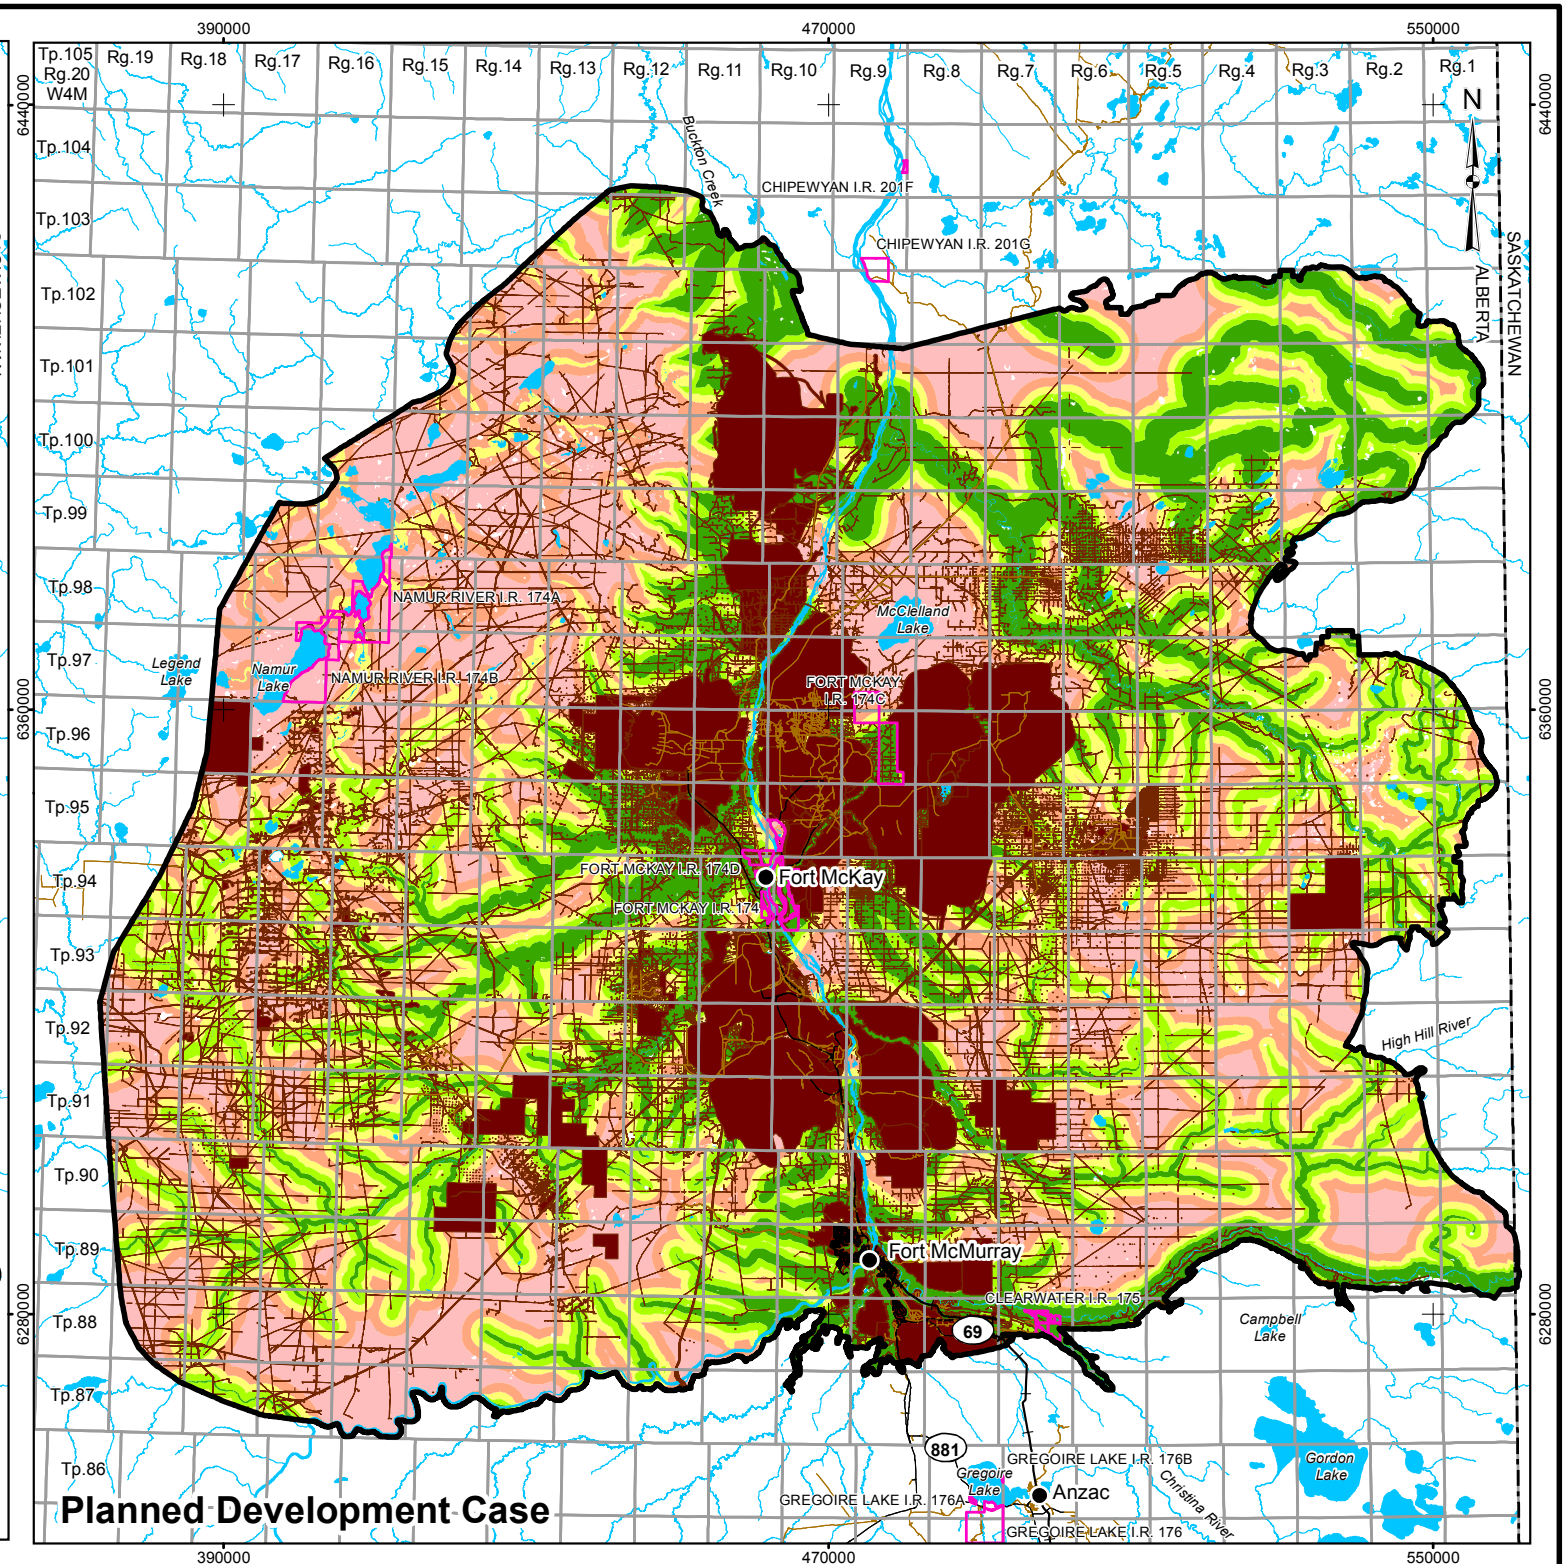 390000
470000
550000
Tp.105
Rg.20
W4M
Rg.19
Rg.18
Rg.17
Rg.16
Rg.15
Rg.14
Rg.13
Rg.12
Rg.11
Rg.10
Rg.9
Rg.8
Rg.7
Rg.6
Rg.5
Rg.4
Rg.3
Rg.2
Rg.1
6440000
6440000
N
Tp.104
Buckton Creek
CHIPEWYAN I.R. 201F
Tp.103
CHIPEWYAN I.R. 201G
SASKATCHEWAN
ALBERTA
Tp.102
Tp.101
Tp.100
Tp.99
Tp.98
NAMUR RIVER I.R. 174A
McClelland
Lake
Tp.97
Legend
Lake
Namur
Lake
NAMUR RIVER I.R. 174B
FORT MCKAY
I.R. 174C
6360000
6360000
Tp.96
Tp.95
Tp.94
FORT MCKAY I.R. 174D
Fort McKay
FORT MCKAY I.R.174
Tp.93
Tp.92
High Hill River
Tp.91
Tp.90
Tp.89
Fort McMurray
CLEARWATER I.R. 175
6280000
6280000
Tp.88
69
Campbell
Lake
Tp.87
881
GREGOIRE LAKE I.R. 176B
Tp.86
Gregoire
Lake
Gordon
Lake
GREGOIRE LAKE I.R. 176A
Anzac
Christina River
Planned Development Case
GREGOIRE LAKE I.R. 176
390000
470000
550000